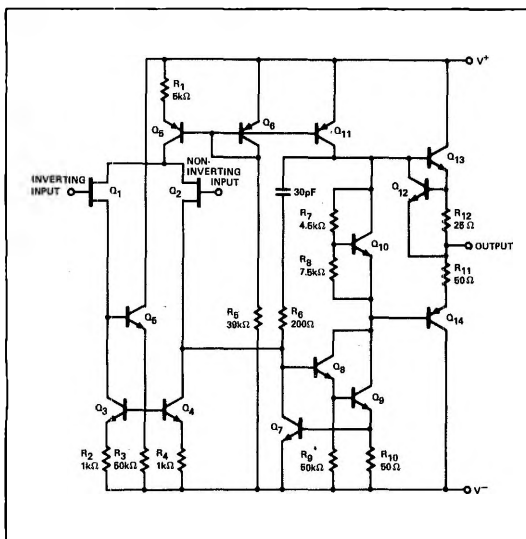 V+
R1
5kΩ
Q5
Q6
Q11
Q13
INVERTING
INPUT
Q1
NON-
INVERTING
INPUT
Q2
30pF
Q12
R12
25Ω
R7
4.5kΩ
Q10
OUTPUT
R8
7.5kΩ
R11
50Ω
Q5
R5
39kΩ
R6
200Ω
Q14
Q8
Q9
Q3
Q4
Q7
R2
1kΩ
R3
50kΩ
R4
1kΩ
R9
50kΩ
R10
50Ω
V-